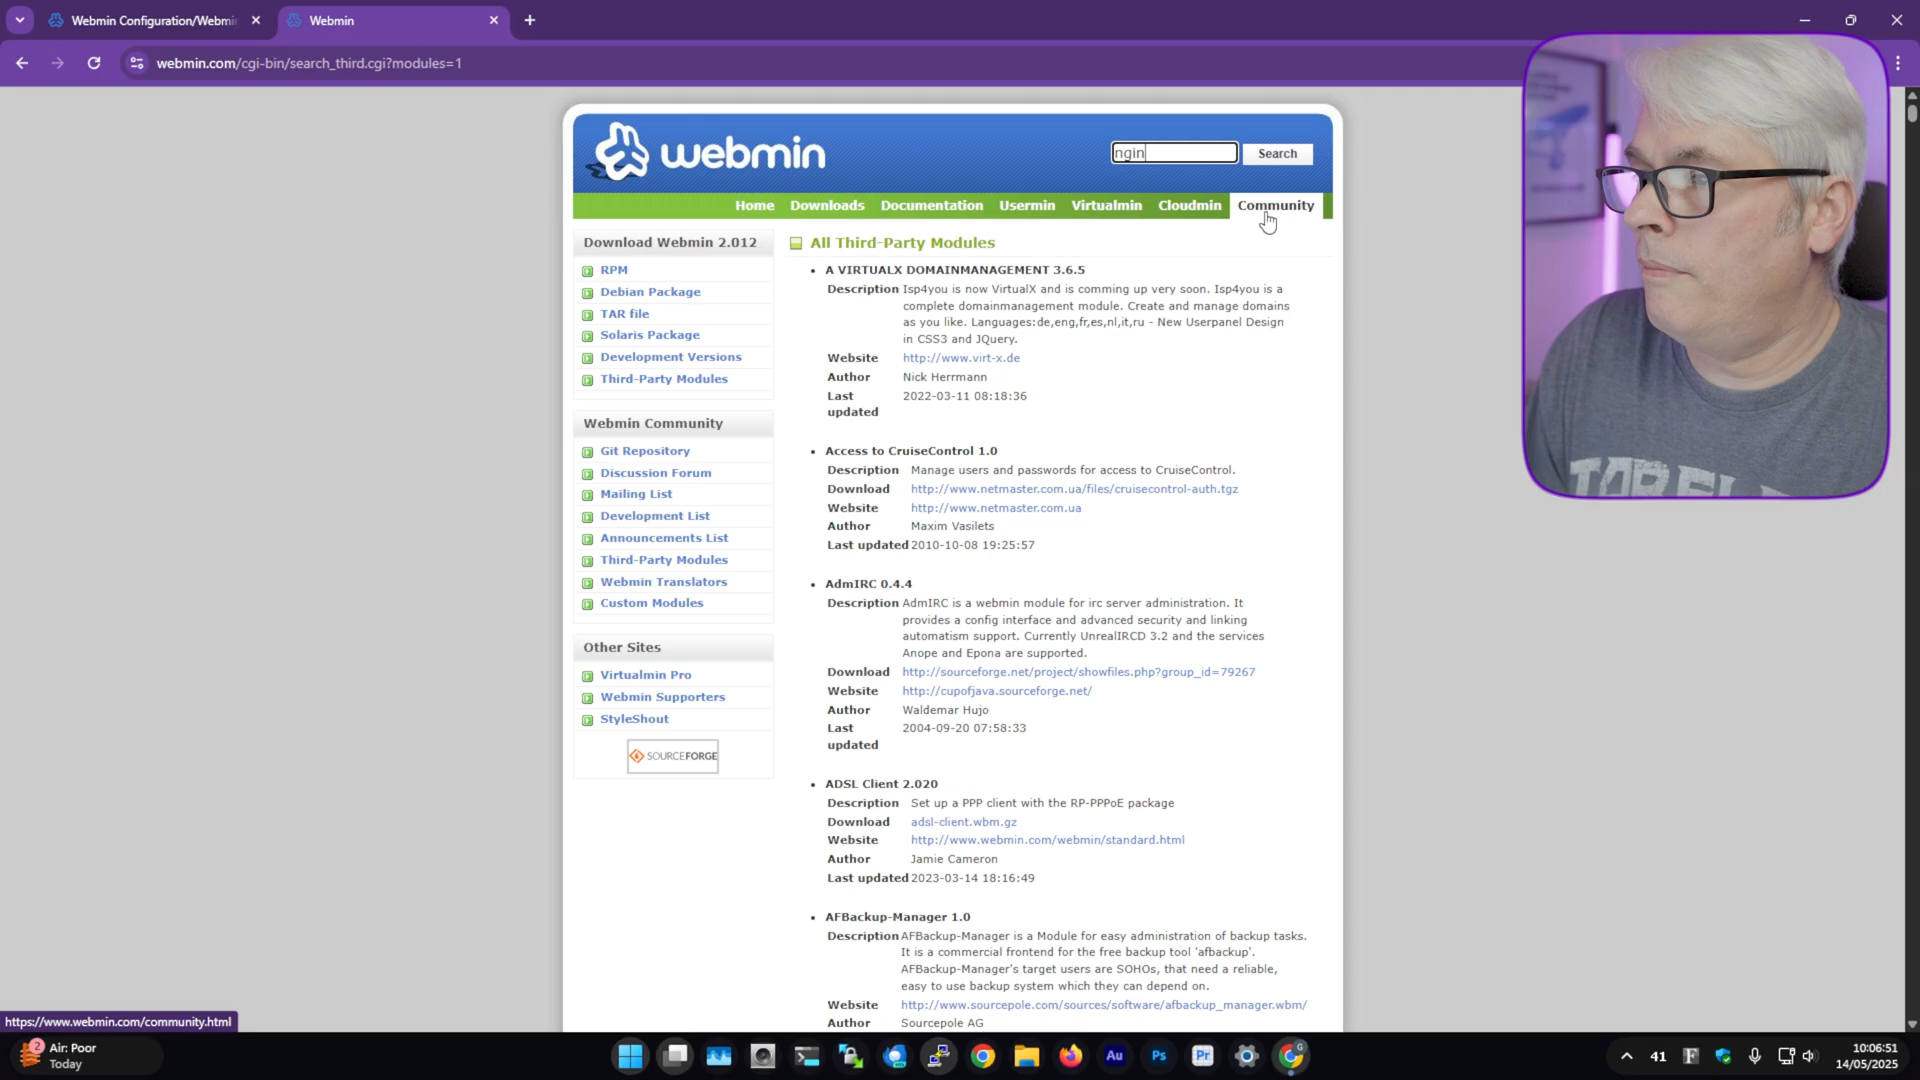 Webmin Configuration/Webmi
Webmin
webmin.com/cgi-bin/search_third.cgi?modules=1
webmin
ngin
Search
Home
Downloads
Documentation
Usermin
Virtualmin
Cloudmin
Community
Download Webmin 2.012
RPM
Debian Package
TAR file
Solaris Package
Development Versions
Third-Party Modules
Webmin Community
Git Repository
Discussion Forum
Mailing List
Development List
Announcements List
Third-Party Modules
Webmin Translators
Custom Modules
Other Sites
Virtualmin Pro
Webmin Supporters
StyleShout
SOURCEFORGE
All Third-Party Modules
A VIRTUALX DOMAINMANAGEMENT 3.6.5
Description Isp4you is now VirtualX and is comming up very soon. Isp4you is a
complete domainmanagement module. Create and manage domains
as you like. Languages:de,eng,fr,es,nl,it,ru - New Userpanel Design
in CSS3 and JQuery.
Website http://www.virt-x.de
Author Nick Herrmann
Last updated 2022-03-11 08:18:36
Access to CruiseControl 1.0
Description Manage users and passwords for access to CruiseControl.
Download http://www.netmaster.com.ua/files/cruisecontrol-auth.tgz
Website http://www.netmaster.com.ua
Author Maxim Vasilets
Last updated 2010-10-08 19:25:57
AdmIRC 0.4.4
Description AdmIRC is a webmin module for irc server administration. It
provides a config interface and advanced security and linking
automatism support. Currently UnrealIRCD 3.2 and the services
Anope and Epona are supported.
Download http://sourceforge.net/project/showfiles.php?group_id=79267
Website http://cupofjava.sourceforge.net/
Author Waldemar Hujo
Last updated 2004-09-20 07:58:33
ADSL Client 2.020
Description Set up a PPP client with the RP-PPPoE package
Download adsl-client.wbm.gz
Website http://www.webmin.com/webmin/standard.html
Author Jamie Cameron
Last updated 2023-03-14 18:16:49
AFBackup-Manager 1.0
Description AFBackup-Manager is a Module for easy administration of backup tasks.
It is a commercial frontend for the free backup tool 'afbackup'.
AFBackup-Manager's target users are SOHOs, that need a reliable,
easy to use backup system which they can depend on.
Website http://www.sourcepole.com/sources/software/afbackup_manager.wbm/
Author Sourcepole AG
https://www.webmin.com/community.html
2
Air: Poor
Today
Au
Ps
Pr
G
41
F
10:06:51
14/05/2025